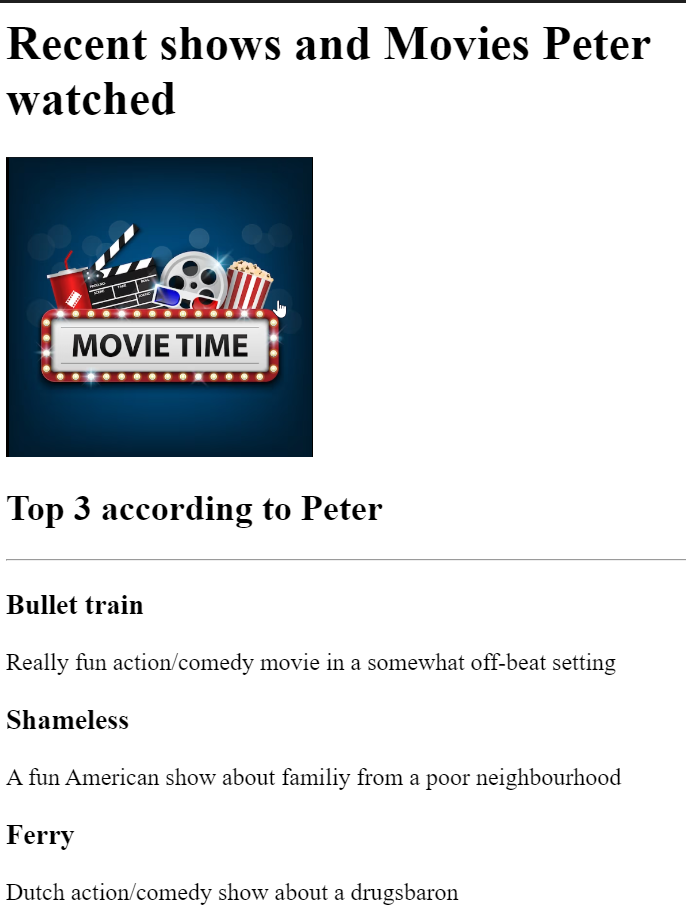 Recent shows and Movies Peter
watched
MOVIE TIME
Top 3 according to Peter
Bullet train
Really fun action/comedy movie in a somewhat off-beat setting
Shameless
A fun American show about familiy from a poor neighbourhood
Ferry
Dutch action/comedy show about a drugsbaron